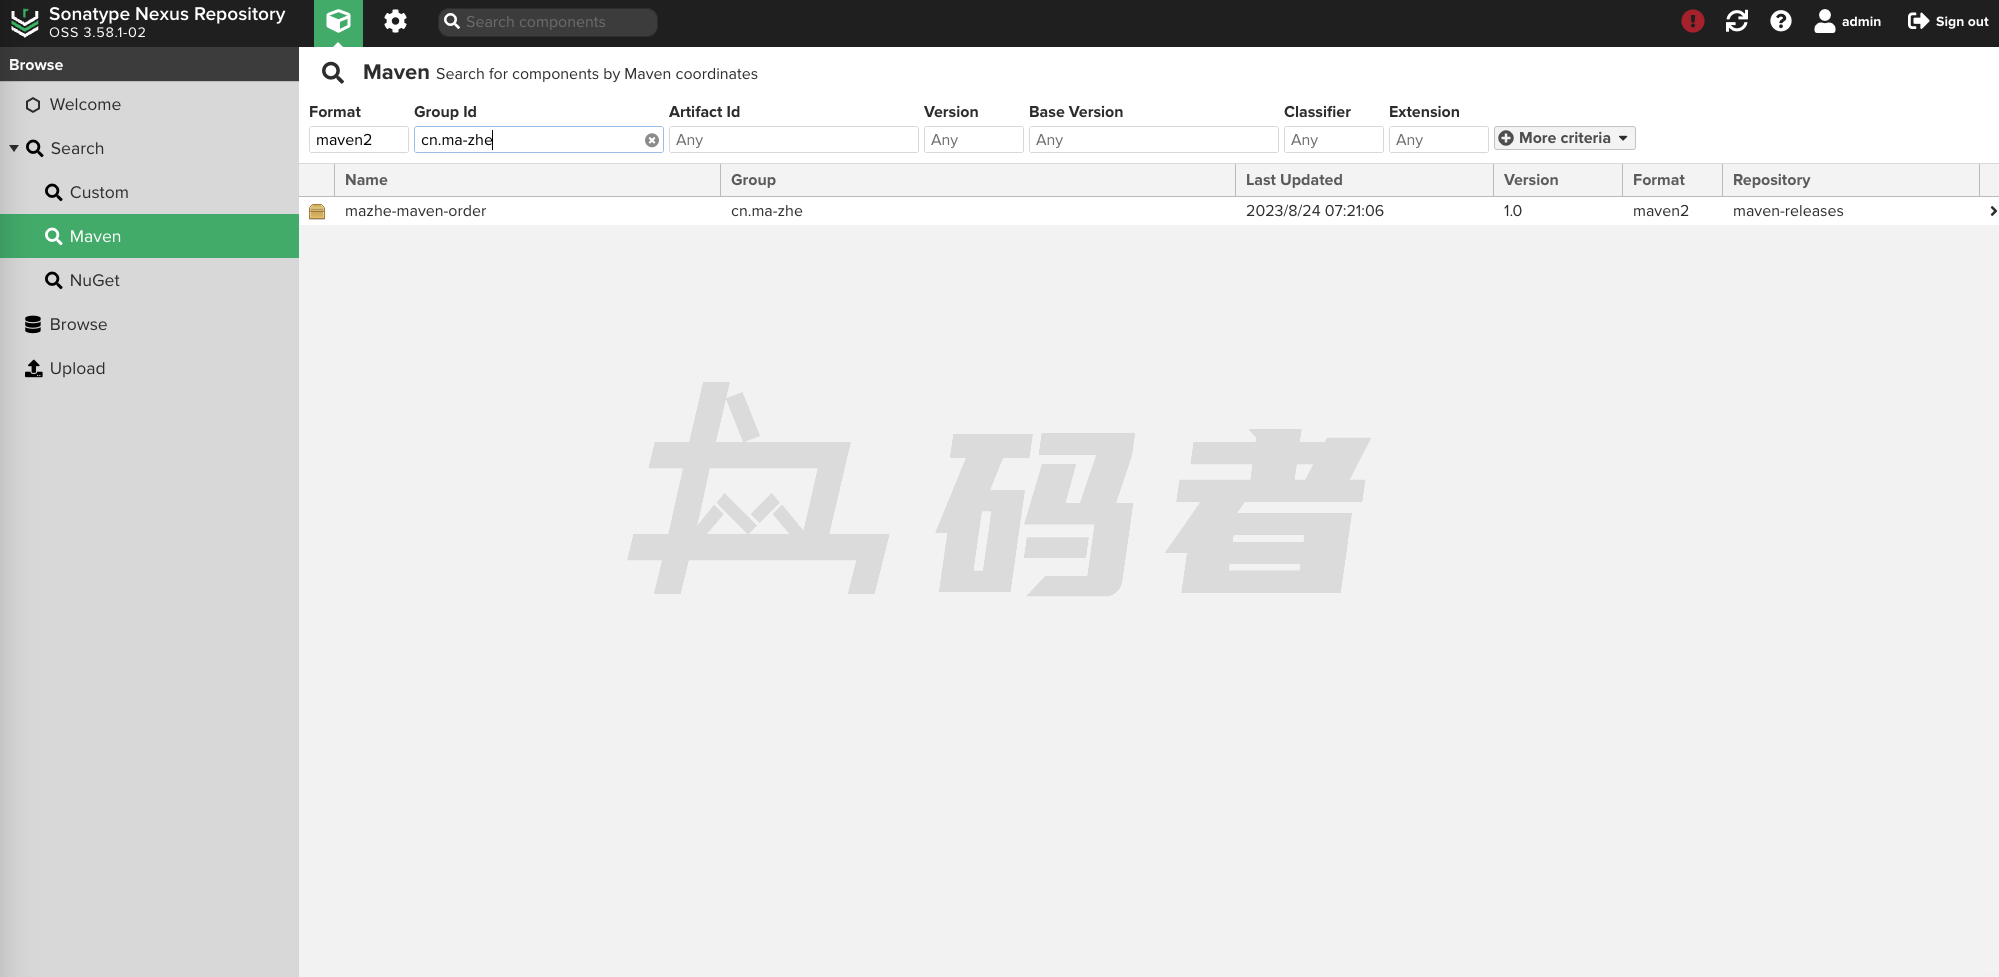 Sonatype Nexus Repository
OSS 3.58.1-02
Search components
admin
Sign out
Browse
Welcome
Search
Custom
Maven
NuGet
Browse
Upload
Maven Search for components by Maven coordinates
Format Group Id Artifact Id Version Base Version Classifier Extension
maven2 cn.ma-zhe Any Any Any Any Any More criteria
Name Group Last Updated Version Format Repository
mazhe-maven-order cn.ma-zhe 2023/8/24 07:21:06 1.0 maven2 maven-releases
码者